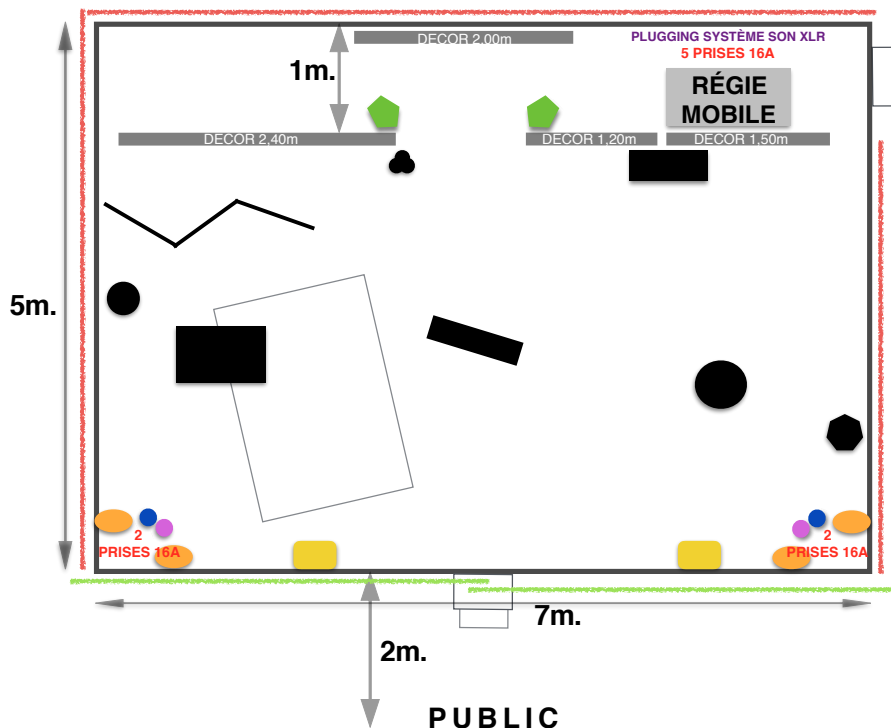 DECOR 2.00m
PLUGGING SYSTÈME SON XLR
5 PRISES 16A
1m.
RÉGIE
MOBILE
DECOR 2,40m
DECOR 1,20m
DECOR 1,50m
5m.
2
PRISES 16A
2
PRISES 16A
7m.
2m.
PUBLIC